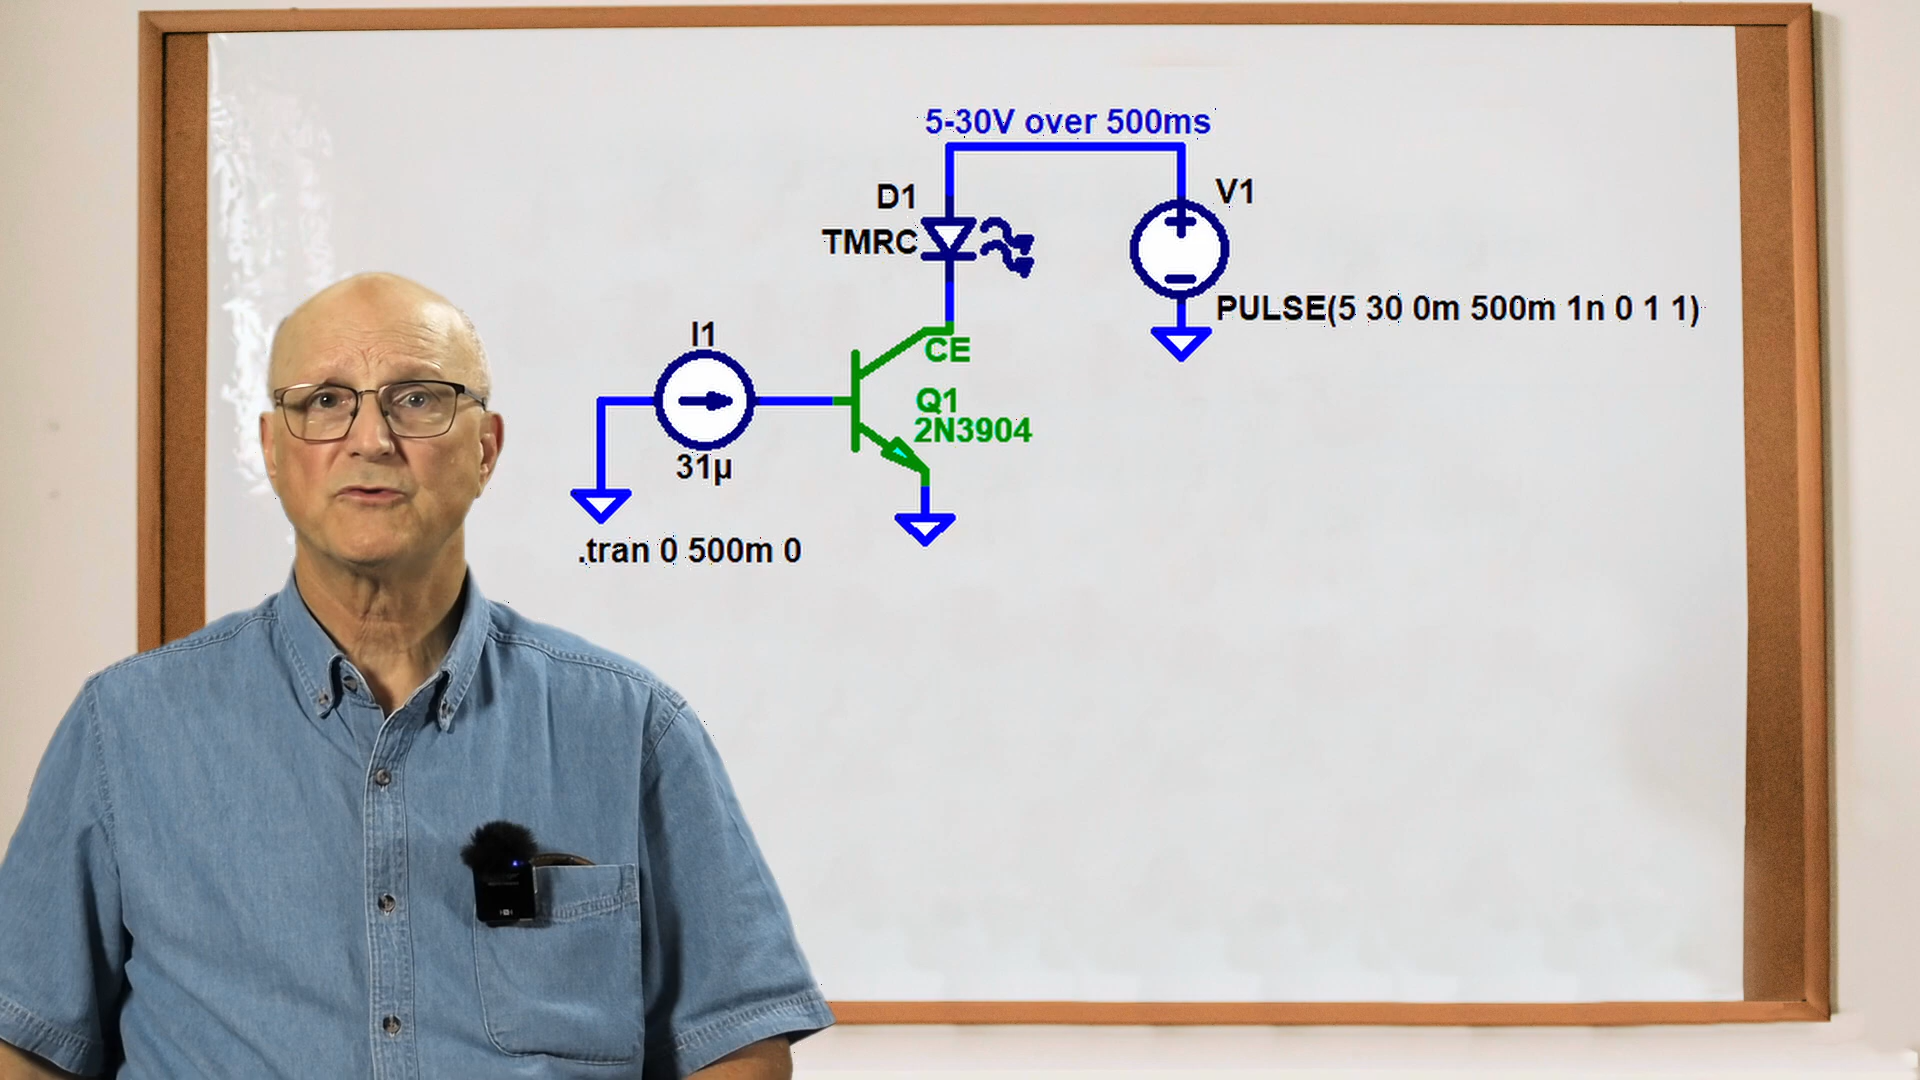 5-30V over 500ms
D1
TMRC
V1
PULSE(5 30 0m 500m 1n 0 1 1)
I1
31µ
CE
Q1
2N3904
.tran 0 500m 0